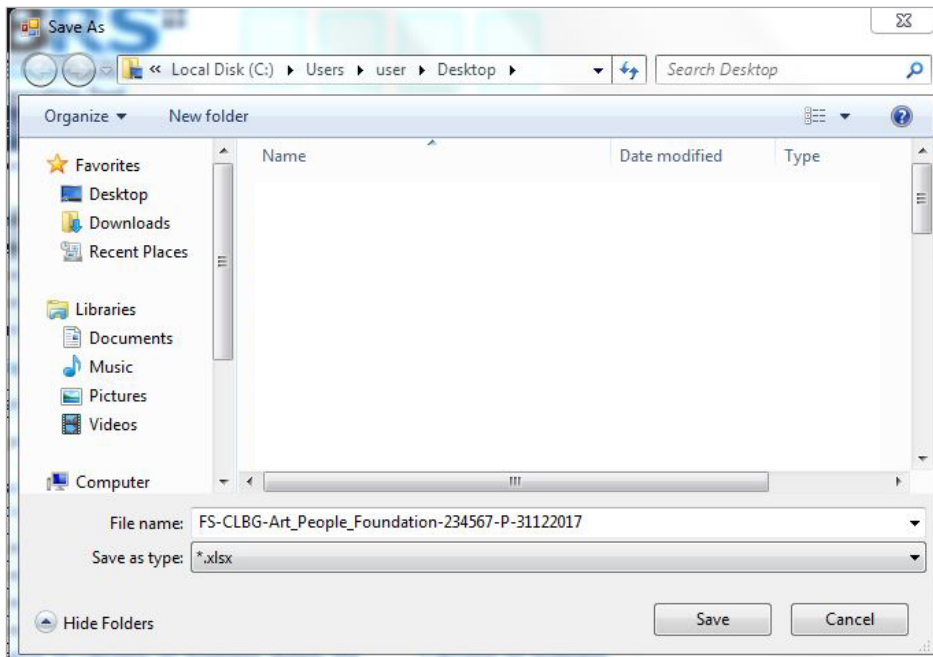 Save As
« Local Disk (C:) ▸ Users ▸ user ▸ Desktop ▸ Search Desktop
Organize New folder
Name Date modified Type
Favorites
Desktop
Downloads
Recent Places
Libraries
Documents
Music
Pictures
Videos
Computer
File name: FS-CLBG-Art_People_Foundation-234567-P-31122017
Save as type: *.xlsx
Hide Folders Save Cancel